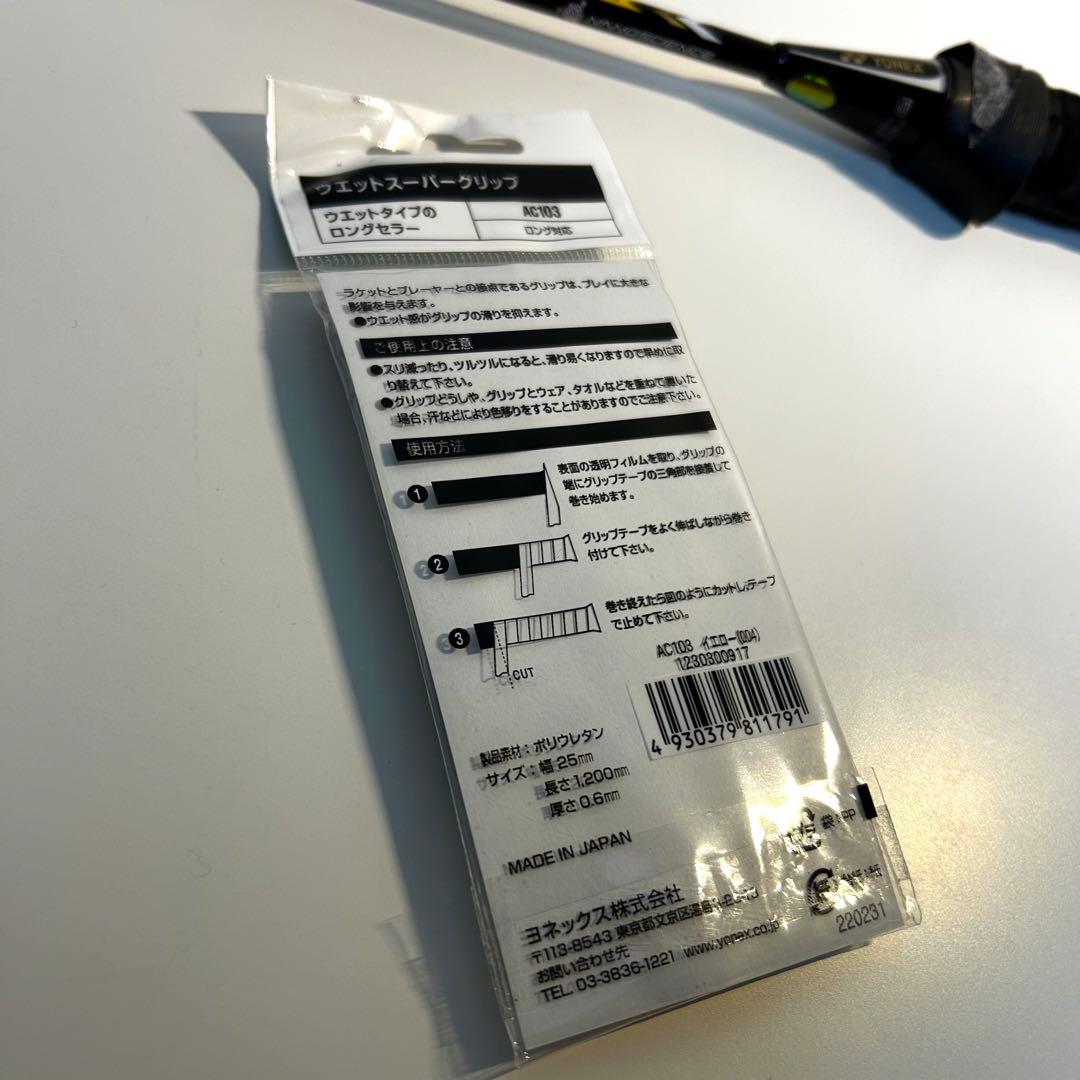 NANOSCIENCE
YONEX
ウエットスーパーグリップ
ウエットタイプの
ロングセラー
AC103
ロング対応
ラケットとプレーヤーとの接点であるグリップは、プレイに大きな
影響を与えます。
●ウエット感がグリップの滑りを抑えます。
ご使用上の注意
●スリ減ったり、ツルツルになると、滑り易くなりますので早めに取
り替えて下さい。
●グリップどうしや、グリップとウェア、タオルなどを重ねて置いた
場合、汗などにより色移りをすることがありますのでご注意下さい。
使用方法
1
表面の透明フィルムを取り、グリップの
端にグリップテープの三角部を接着して
巻き始めます。
2
グリップテープをよく伸ばしながら巻き
付けて下さい。
3
巻き終えたら図のようにカットし、テープ
で止めて下さい。
CUT
AC103 イエロー(004)
1230300917
4 930379 811791
製品素材：ポリウレタン
サイズ：幅 25mm
長さ 1,200mm
厚さ 0.6mm
MADE IN JAPAN
袋：PP
ヨネックス株式会社
〒113-8543 東京都文京区湯島
お問い合わせ先 www.yonex.co.jp
TEL. 03-3836-1221
220231